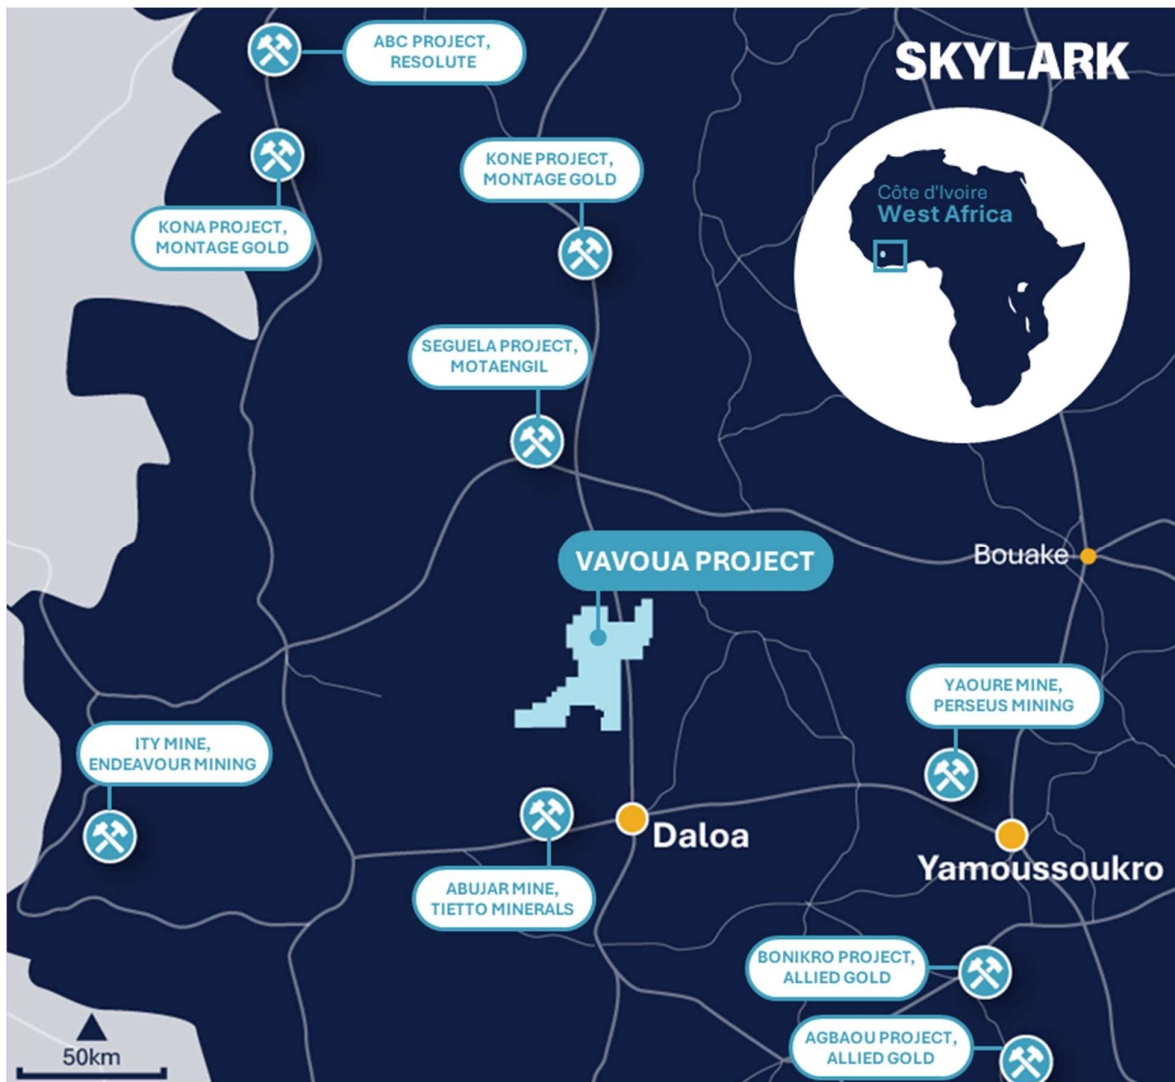 ABC PROJECT,
RESOLUTE
SKYLARK
KONE PROJECT,
MONTAGE GOLD
KONA PROJECT,
MONTAGE GOLD
Côte d'Ivoire
West Africa
SEGUELA PROJECT,
MOTAENGIL
VAVOUA PROJECT
Bouake
YAOURE MINE,
PERSEUS MINING
ITY MINE,
ENDEAVOUR MINING
Daloa
Yamoussoukro
ABUJAR MINE,
TIETTO MINERALS
BONIKRO PROJECT,
ALLIED GOLD
AGBAOU PROJECT,
ALLIED GOLD
50km